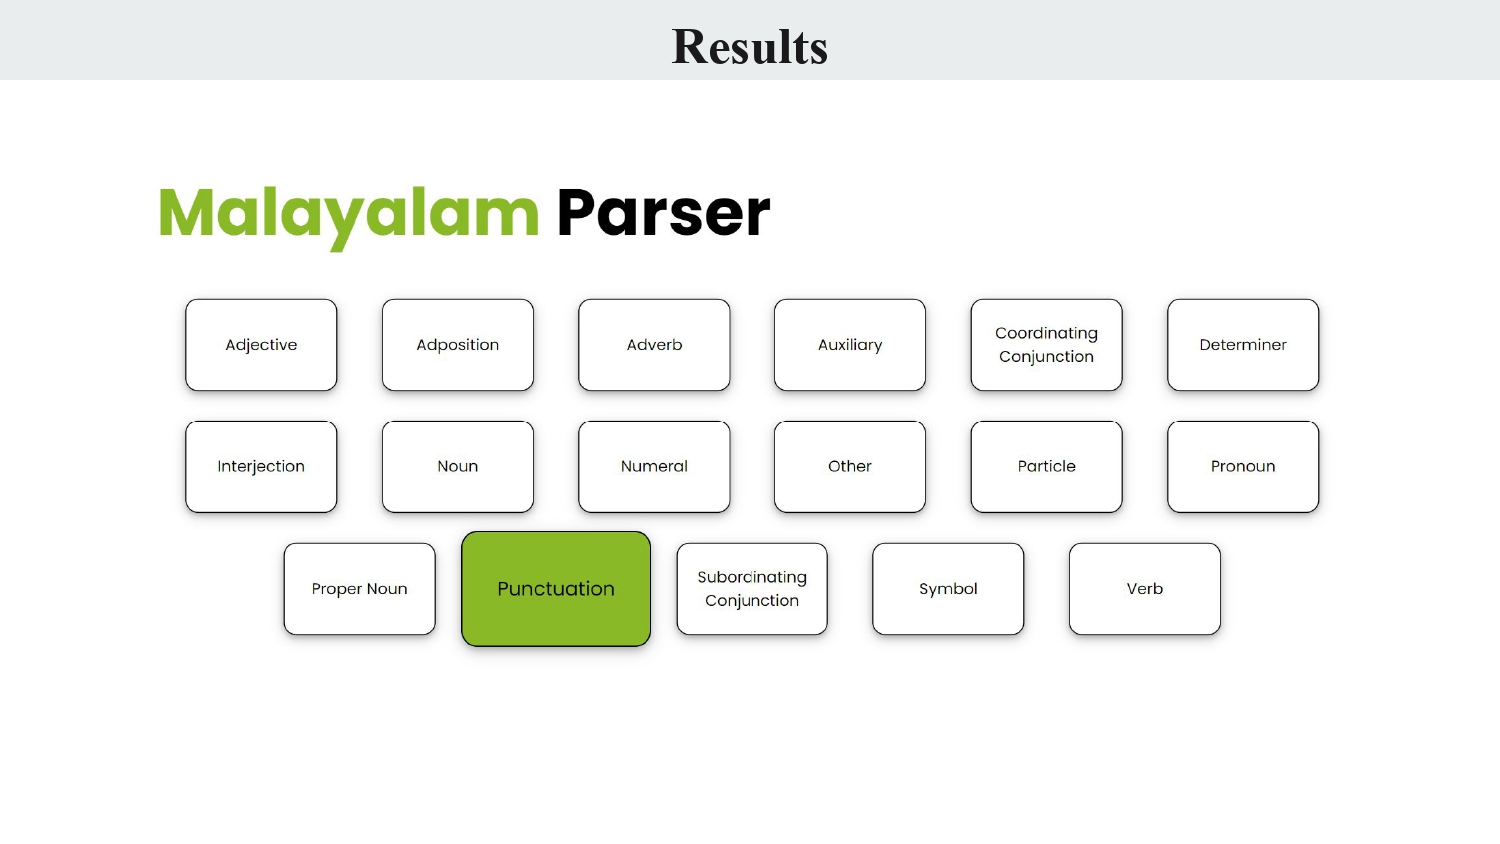 Results
Malayalam Parser
Adjective
Adposition
Adverb
Auxiliary
Coordinating
Conjunction
Determiner
Interjection
Noun
Numeral
Other
Particle
Pronoun
Proper Noun
Punctuation
Subordinating
Conjunction
Symbol
Verb